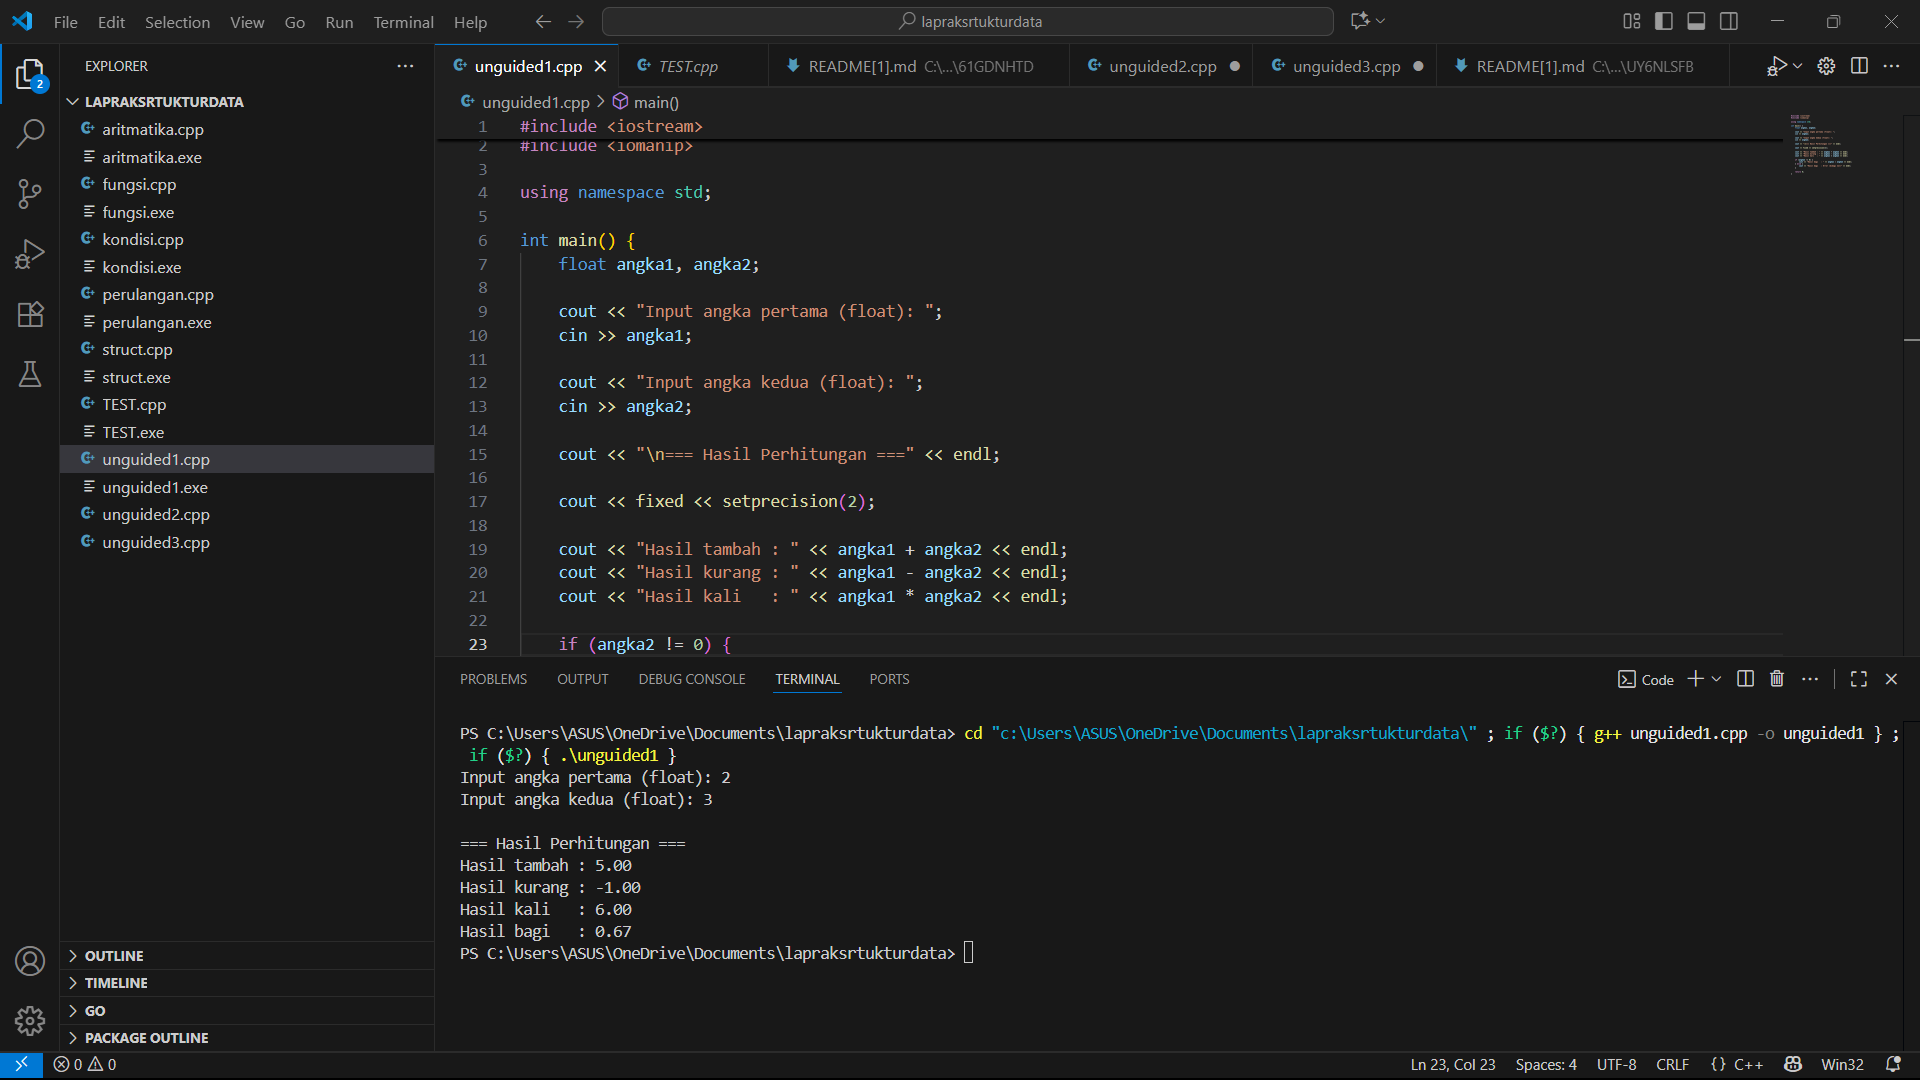 File Edit Selection View Go Run Terminal Help
lapraksrtukturdata
EXPLORER
2
LAPRAKSRTUKTURDATA
aritmatika.cpp
aritmatika.exe
fungsi.cpp
fungsi.exe
kondisi.cpp
kondisi.exe
perulangan.cpp
perulangan.exe
struct.cpp
struct.exe
TEST.cpp
TEST.exe
unguided1.cpp
unguided1.exe
unguided2.cpp
unguided3.cpp
OUTLINE
TIMELINE
GO
PACKAGE OUTLINE
unguided1.cpp TEST.cpp README[1].md C:\...\61GDNHTD unguided2.cpp unguided3.cpp README[1].md C:\...\UY6NLSFB
unguided1.cpp > main()
1 #include <iostream>
2 #include <iomanip>
3
4 using namespace std;
5
6 int main() {
7 float angka1, angka2;
8
9 cout << "Input angka pertama (float): ";
10 cin >> angka1;
11
12 cout << "Input angka kedua (float): ";
13 cin >> angka2;
14
15 cout << "\n=== Hasil Perhitungan ===" << endl;
16
17 cout << fixed << setprecision(2);
18
19 cout << "Hasil tambah : " << angka1 + angka2 << endl;
20 cout << "Hasil kurang : " << angka1 - angka2 << endl;
21 cout << "Hasil kali   : " << angka1 * angka2 << endl;
22
23 if (angka2 != 0) {
PROBLEMS OUTPUT DEBUG CONSOLE TERMINAL PORTS
Code
PS C:\Users\ASUS\OneDrive\Documents\lapraksrtukturdata> cd "c:\Users\ASUS\OneDrive\Documents\lapraksrtukturdata\" ; if ($?) { g++ unguided1.cpp -o unguided1 } ;
if ($?) { .\unguided1 }
Input angka pertama (float): 2
Input angka kedua (float): 3
=== Hasil Perhitungan ===
Hasil tambah : 5.00
Hasil kurang : -1.00
Hasil kali   : 6.00
Hasil bagi   : 0.67
PS C:\Users\ASUS\OneDrive\Documents\lapraksrtukturdata>
0 0
Ln 23, Col 23 Spaces: 4 UTF-8 CRLF {} C++ Win32